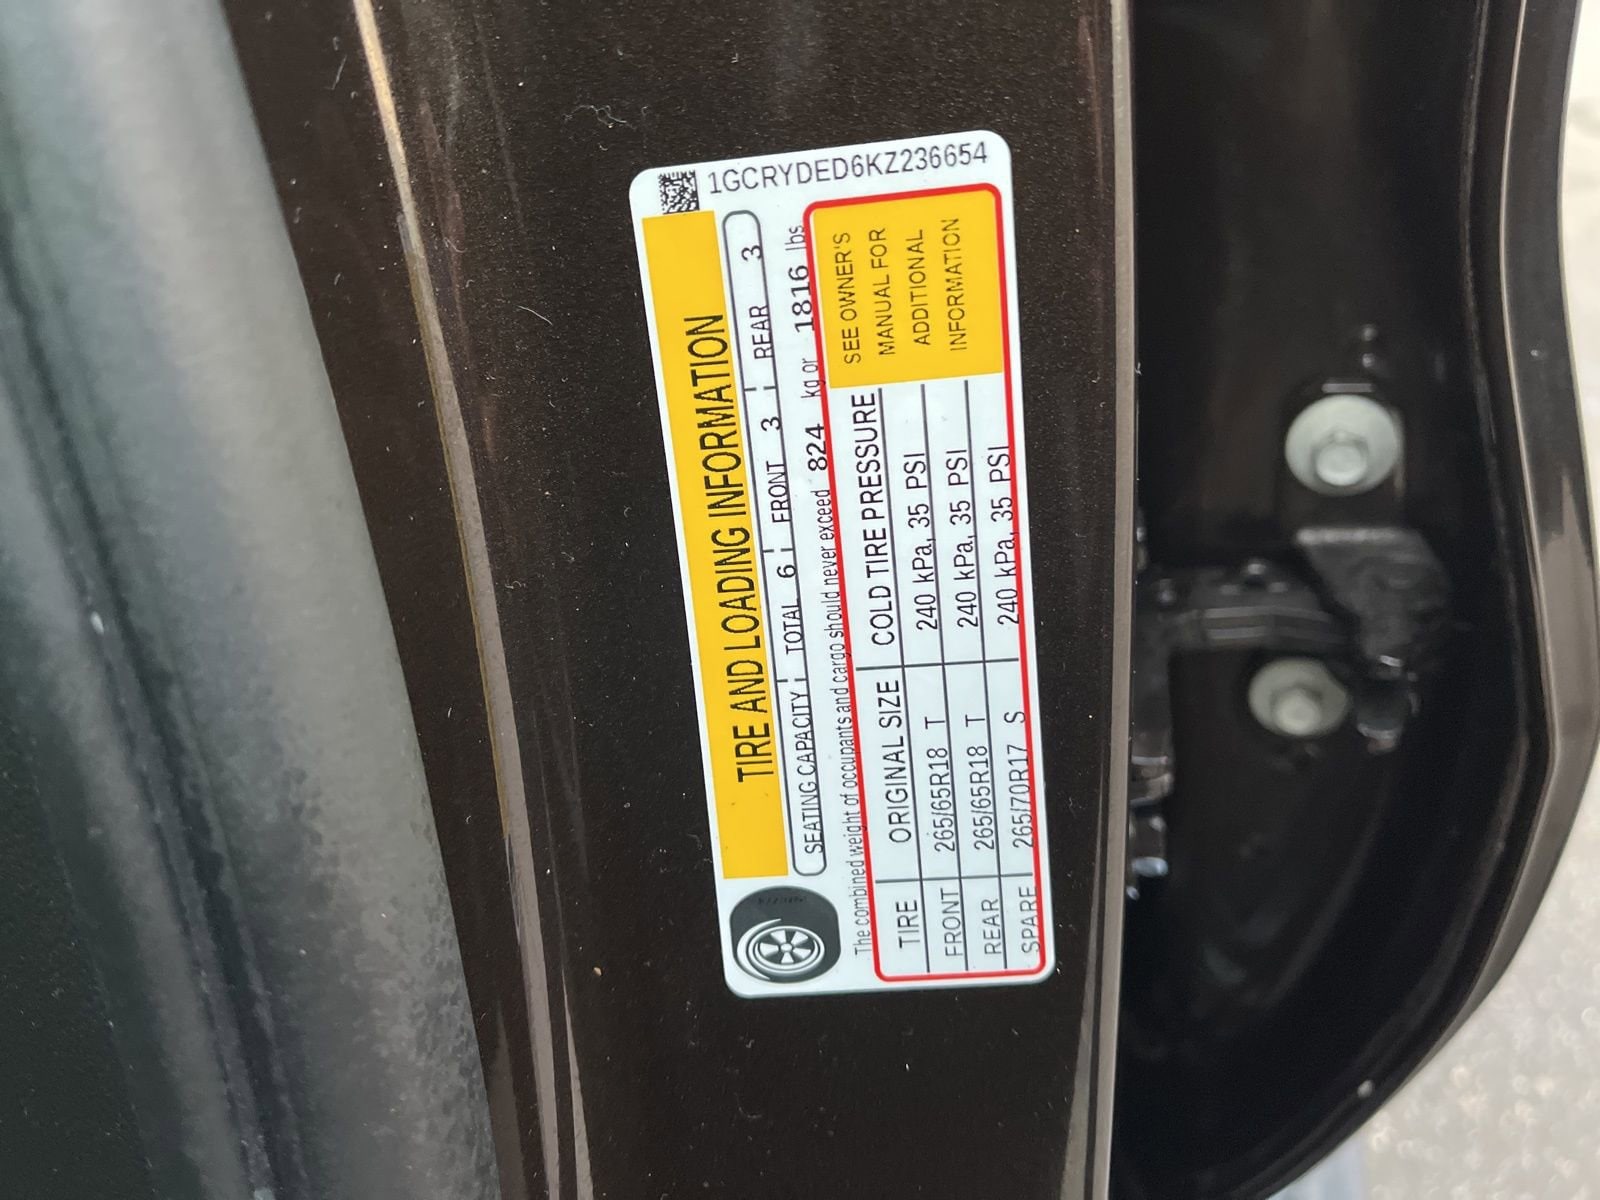 1GCRYDED6KZ236654
TIRE AND LOADING INFORMATION
SEATING CAPACITY TOTAL 6 FRONT 3 REAR 3
The combined weight of occupants and cargo should never exceed 824 kg or 1816 lbs
TIRE ORIGINAL SIZE COLD TIRE PRESSURE
FRONT 265/65R18 T 240 kPa, 35 PSI
REAR 265/65R18 T 240 kPa, 35 PSI
SPARE 265/70R17 S 240 kPa, 35 PSI
SEE OWNER'S
MANUAL FOR
ADDITIONAL
INFORMATION